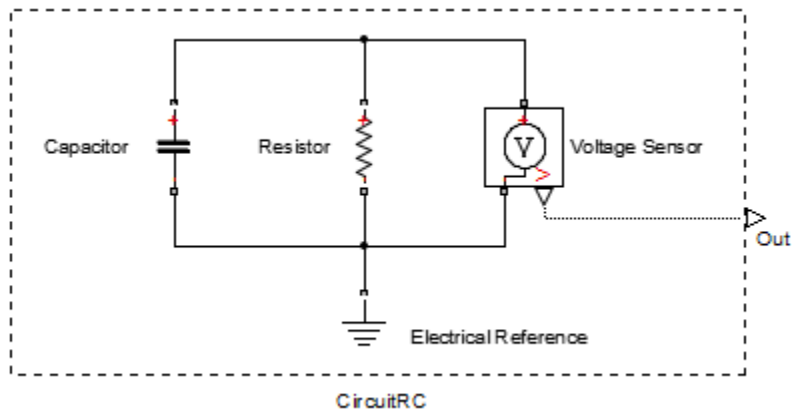 Capacitor
Resistor
V
Voltage Sensor
Out
Electrical Reference
CircuitRC